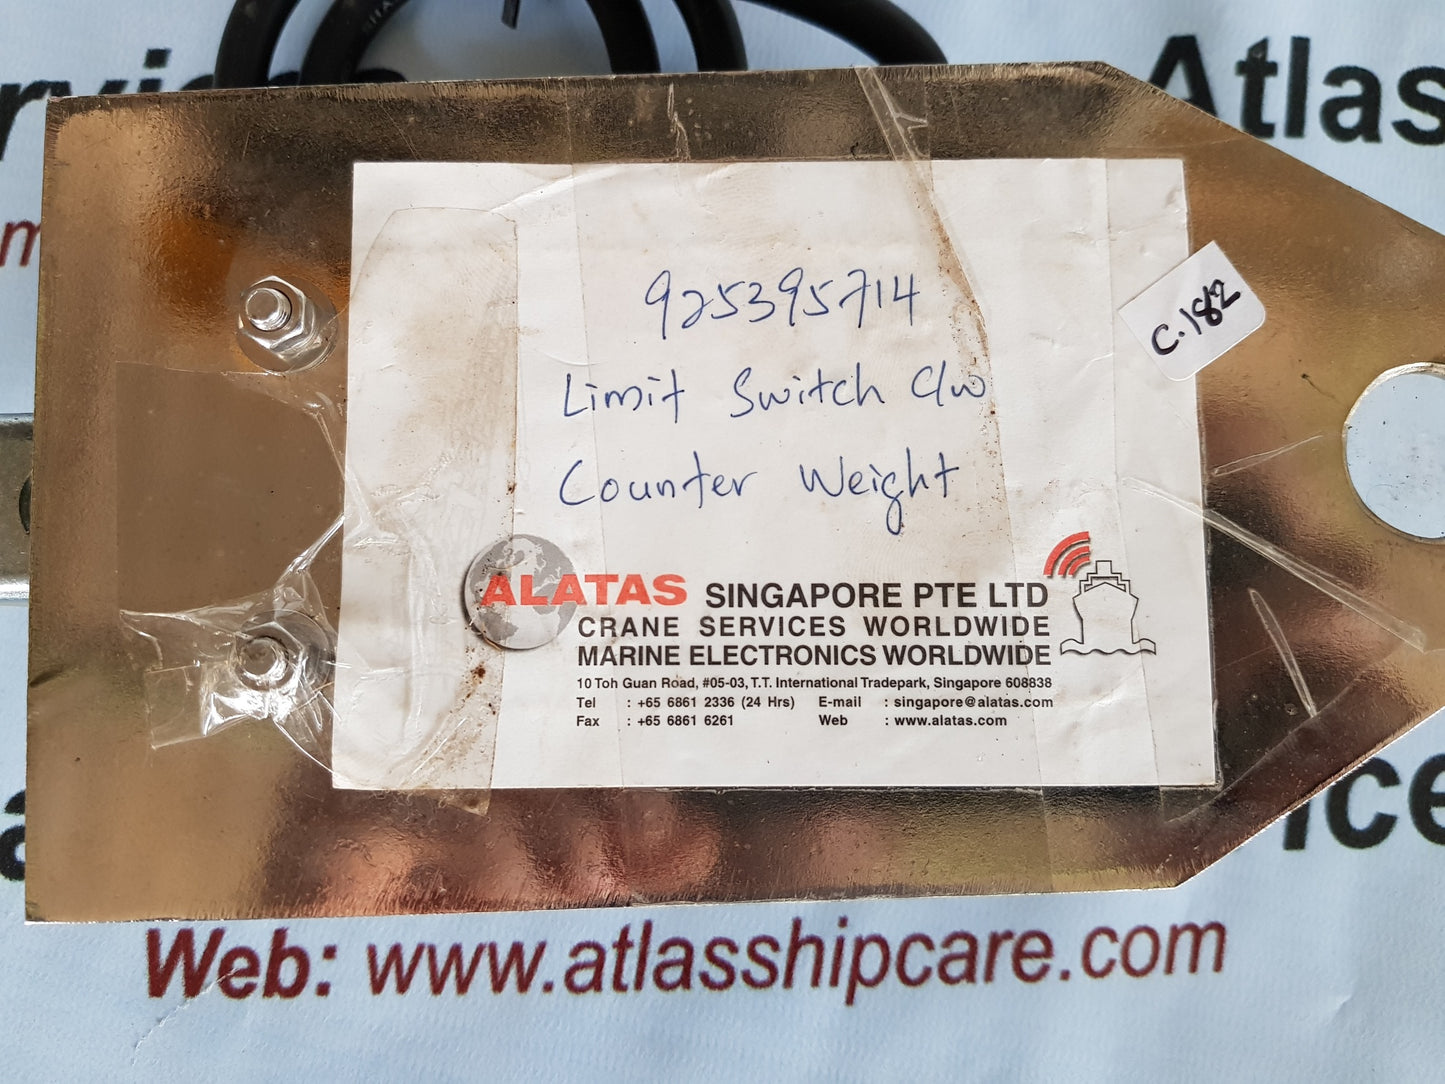 Atlas
925395714
Limit Switch C/W
Counter Weight
C.182
ALATAS SINGAPORE PTE LTD
CRANE SERVICES WORLDWIDE
MARINE ELECTRONICS WORLDWIDE
10 Toh Guan Road, #05-03, T.T. International Tradepark, Singapore 608838
Tel : +65 6861 2336 (24 Hrs) E-mail : singapore@alatas.com
Fax : +65 6861 6261 Web : www.alatas.com
Web: www.atlasshipcare.com